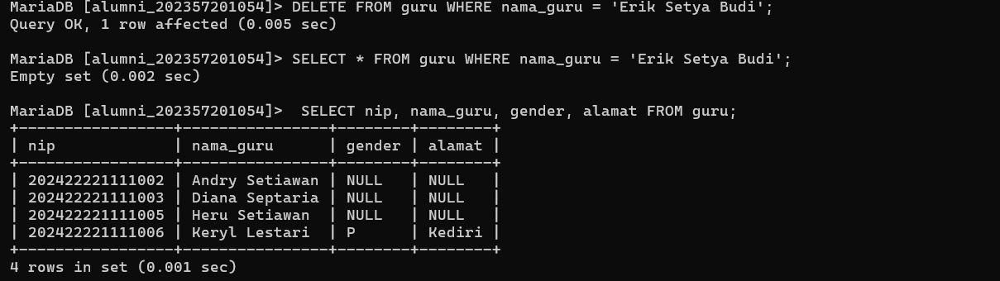 MariaDB [alumni_202357201054]> DELETE FROM guru WHERE nama_guru = 'Erik Setya Budi';
Query OK, 1 row affected (0.005 sec)

MariaDB [alumni_202357201054]> SELECT * FROM guru WHERE nama_guru = 'Erik Setya Budi';
Empty set (0.002 sec)

MariaDB [alumni_202357201054]>  SELECT nip, nama_guru, gender, alamat FROM guru;
+-----------------+----------------+--------+--------+
| nip             | nama_guru      | gender | alamat |
+-----------------+----------------+--------+--------+
| 202422221111002 | Andry Setiawan | NULL   | NULL   |
| 202422221111003 | Diana Septaria | NULL   | NULL   |
| 202422221111005 | Heru Setiawan  | NULL   | NULL   |
| 202422221111006 | Keryl Lestari  | P      | Kediri |
+-----------------+----------------+--------+--------+
4 rows in set (0.001 sec)